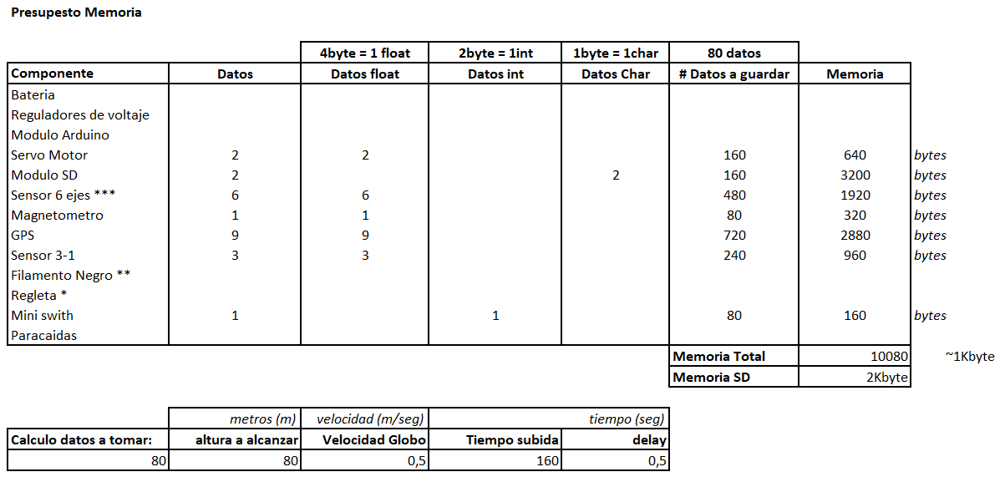 Presupesto Memoria
4byte = 1 float 2byte = 1int 1byte = 1char 80 datos
Componente Datos Datos float Datos int Datos Char # Datos a guardar Memoria
Bateria
Reguladores de voltaje
Modulo Arduino
Servo Motor 2 2 160 640 bytes
Modulo SD 2 2 160 3200 bytes
Sensor 6 ejes *** 6 6 480 1920 bytes
Magnetometro 1 1 80 320 bytes
GPS 9 9 720 2880 bytes
Sensor 3-1 3 3 240 960 bytes
Filamento Negro **
Regleta *
Mini swith 1 1 80 160 bytes
Paracaidas
Memoria Total 10080 ~1Kbyte
Memoria SD 2Kbyte
metros (m) velocidad (m/seg) tiempo (seg)
Calculo datos a tomar: altura a alcanzar Velocidad Globo Tiempo subida delay
80 80 0,5 160 0,5